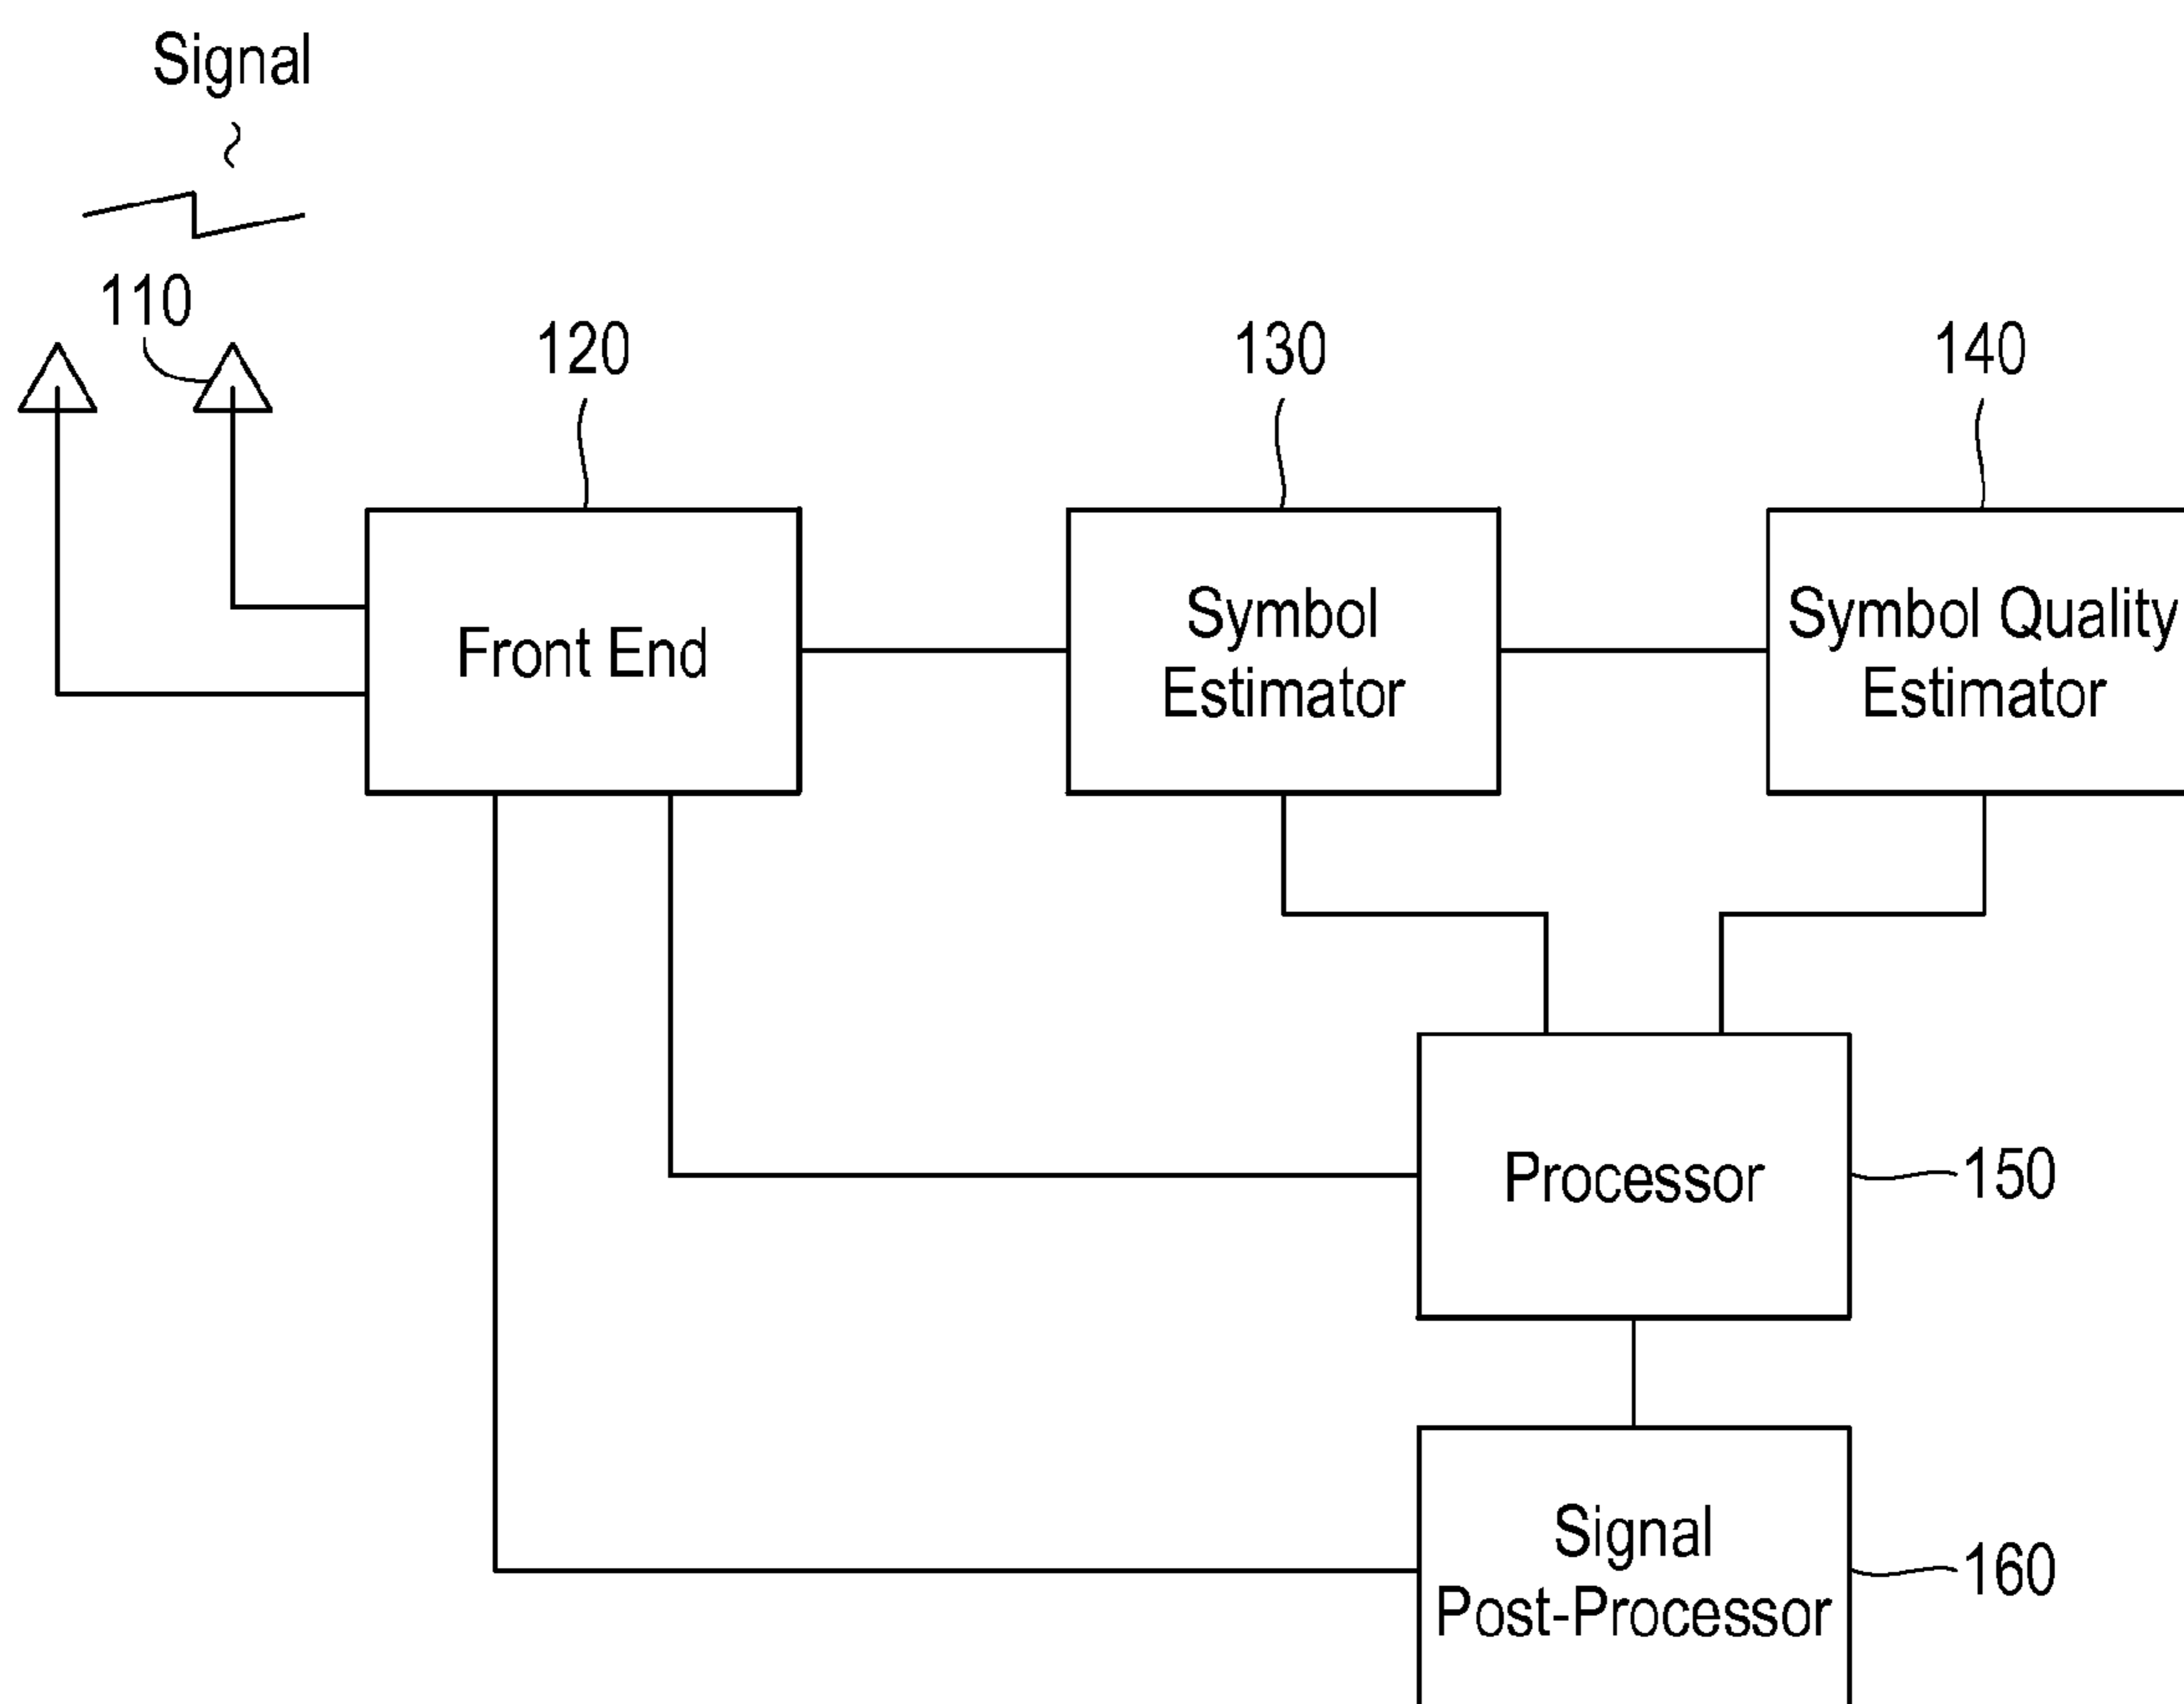 Signal
110
120
130
140
Front End
Symbol
Estimator
Symbol Quality
Estimator
Processor
150
Signal
Post-Processor
160